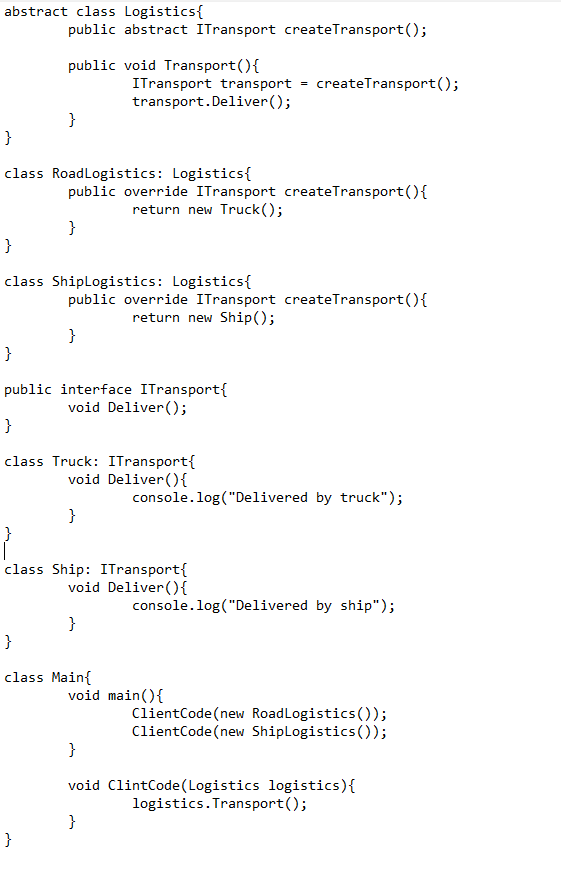 abstract class Logistics{
        public abstract ITransport createTransport();

        public void Transport(){
                ITransport transport = createTransport();
                transport.Deliver();
        }
}

class RoadLogistics: Logistics{
        public override ITransport createTransport(){
                return new Truck();
        }
}

class ShipLogistics: Logistics{
        public override ITransport createTransport(){
                return new Ship();
        }
}

public interface ITransport{
        void Deliver();
}

class Truck: ITransport{
        void Deliver(){
                console.log("Delivered by truck");
        }
}

class Ship: ITransport{
        void Deliver(){
                console.log("Delivered by ship");
        }
}

class Main{
        void main(){
                ClientCode(new RoadLogistics());
                ClientCode(new ShipLogistics());
        }

        void ClintCode(Logistics logistics){
                logistics.Transport();
        }
}